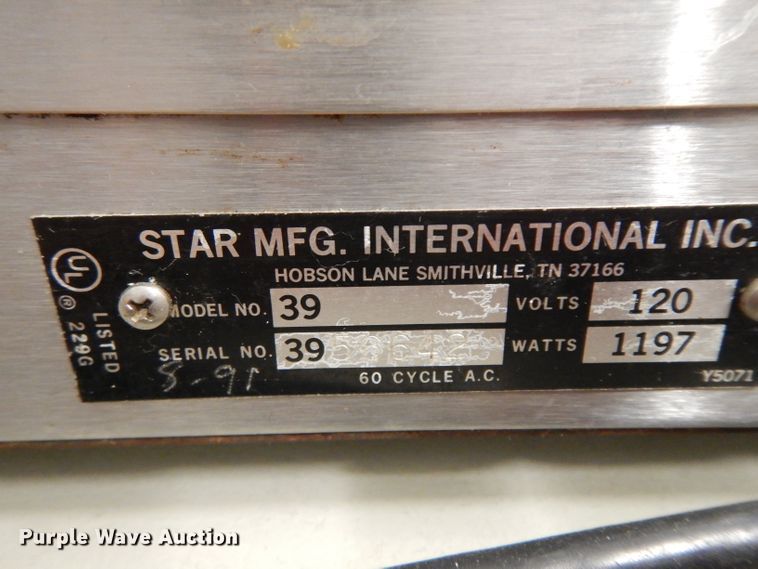 STAR MFG. INTERNATIONAL INC.
HOBSON LANE SMITHVILLE, TN 37166
MODEL NO. 39 VOLTS 120
SERIAL NO. 39 WATTS 1197
60 CYCLE A.C.
Y5071
UL ® LISTED 229G
8-91
Purple Wave Auction